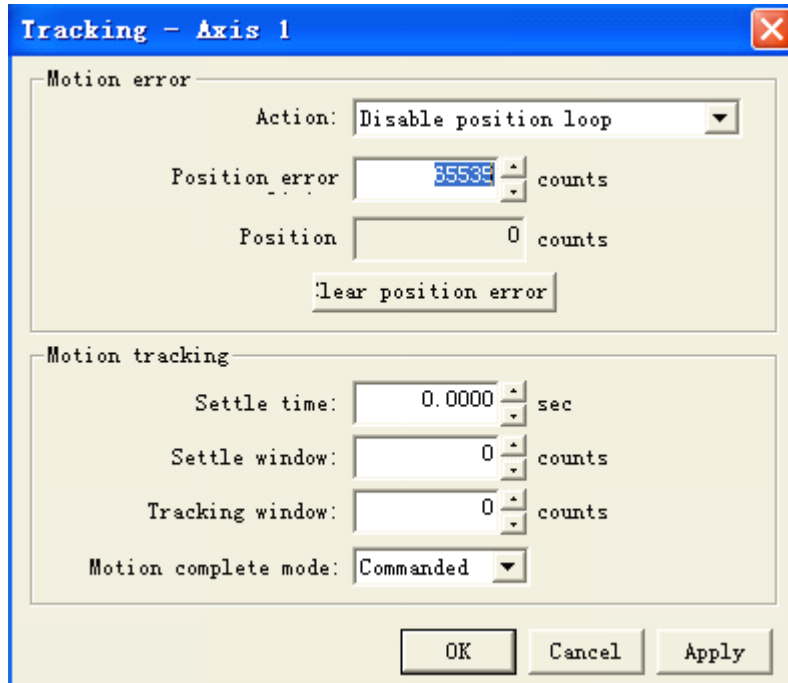 Tracking - Axis 1
Motion error
Action: Disable position loop
Position error 65535 counts
Position 0 counts
Clear position error
Motion tracking
Settle time: 0.0000 sec
Settle window: 0 counts
Tracking window: 0 counts
Motion complete mode: Commanded
OK Cancel Apply